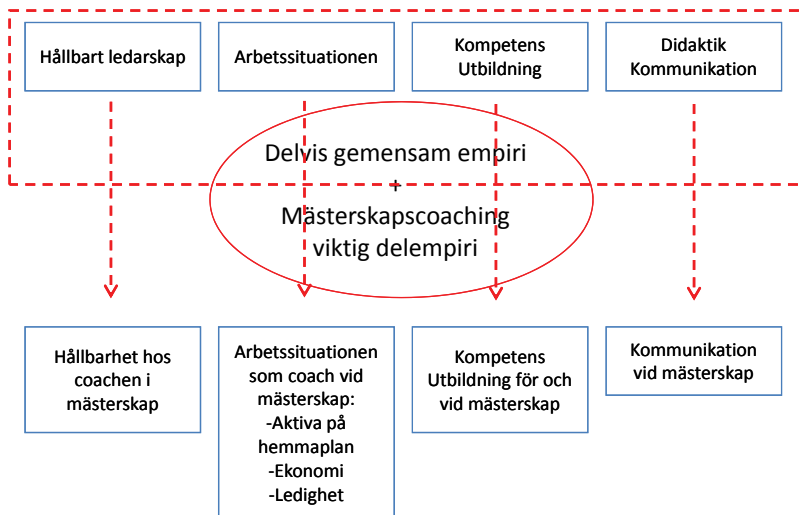 Hållbart ledarskap
Arbetssituationen
Kompetens
Utbildning
Didaktik
Kommunikation
Delvis gemensam empiri
+
Mästerskapscoaching
viktig delempiri
Hållbarhet hos
coachen i
mästerskap
Arbetssituationen
som coach vid
mästerskap:
-Aktiva på
hemmaplan
-Ekonomi
-Ledighet
Kompetens
Utbildning för och
vid mästerskap
Kommunikation
vid mästerskap